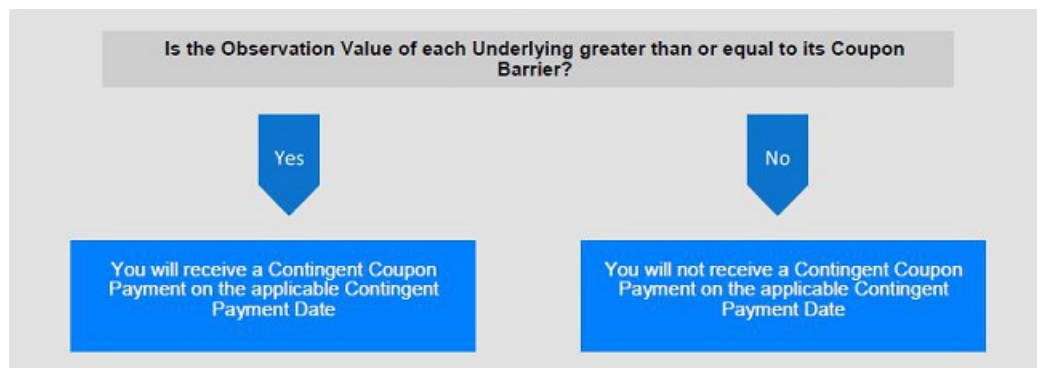 Is the Observation Value of each Underlying greater than or equal to its Coupon
Barrier?
Yes
No
You will receive a Contingent Coupon
Payment on the applicable Contingent
Payment Date
You will not receive a Contingent Coupon
Payment on the applicable Contingent
Payment Date